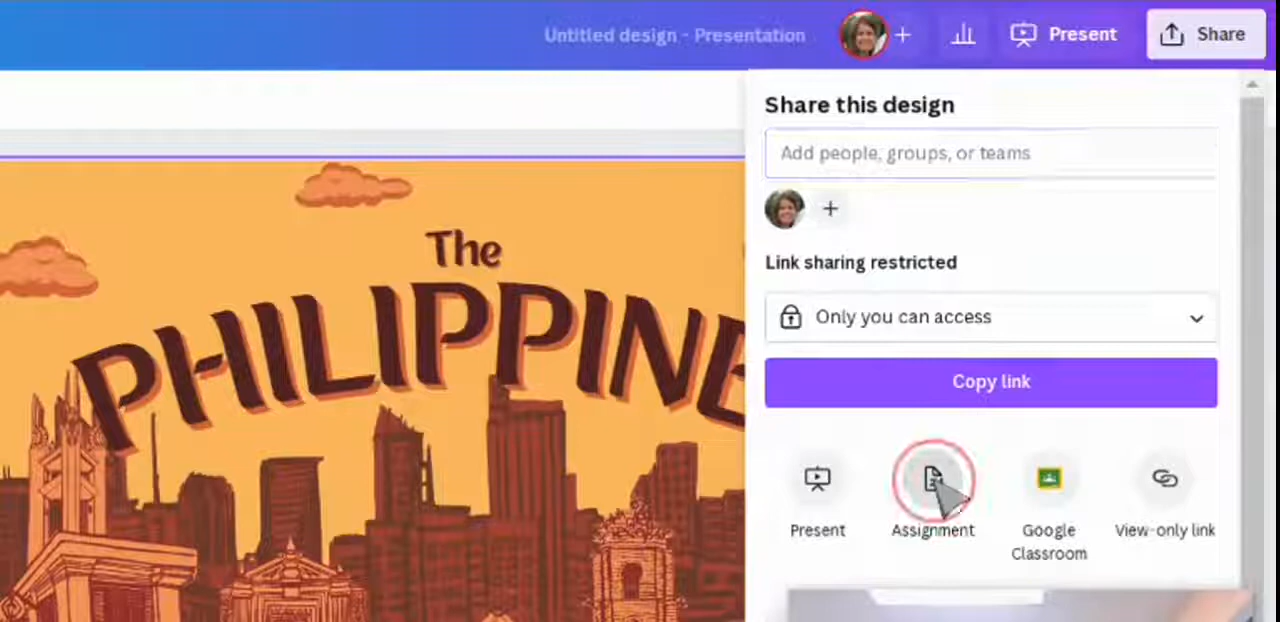 Untitled design - Presentation
Present
Share
Share this design
Add people, groups, or teams
Link sharing restricted
Only you can access
Copy link
Present
Assignment
Google
Classroom
View-only link
The
PHILIPPINE